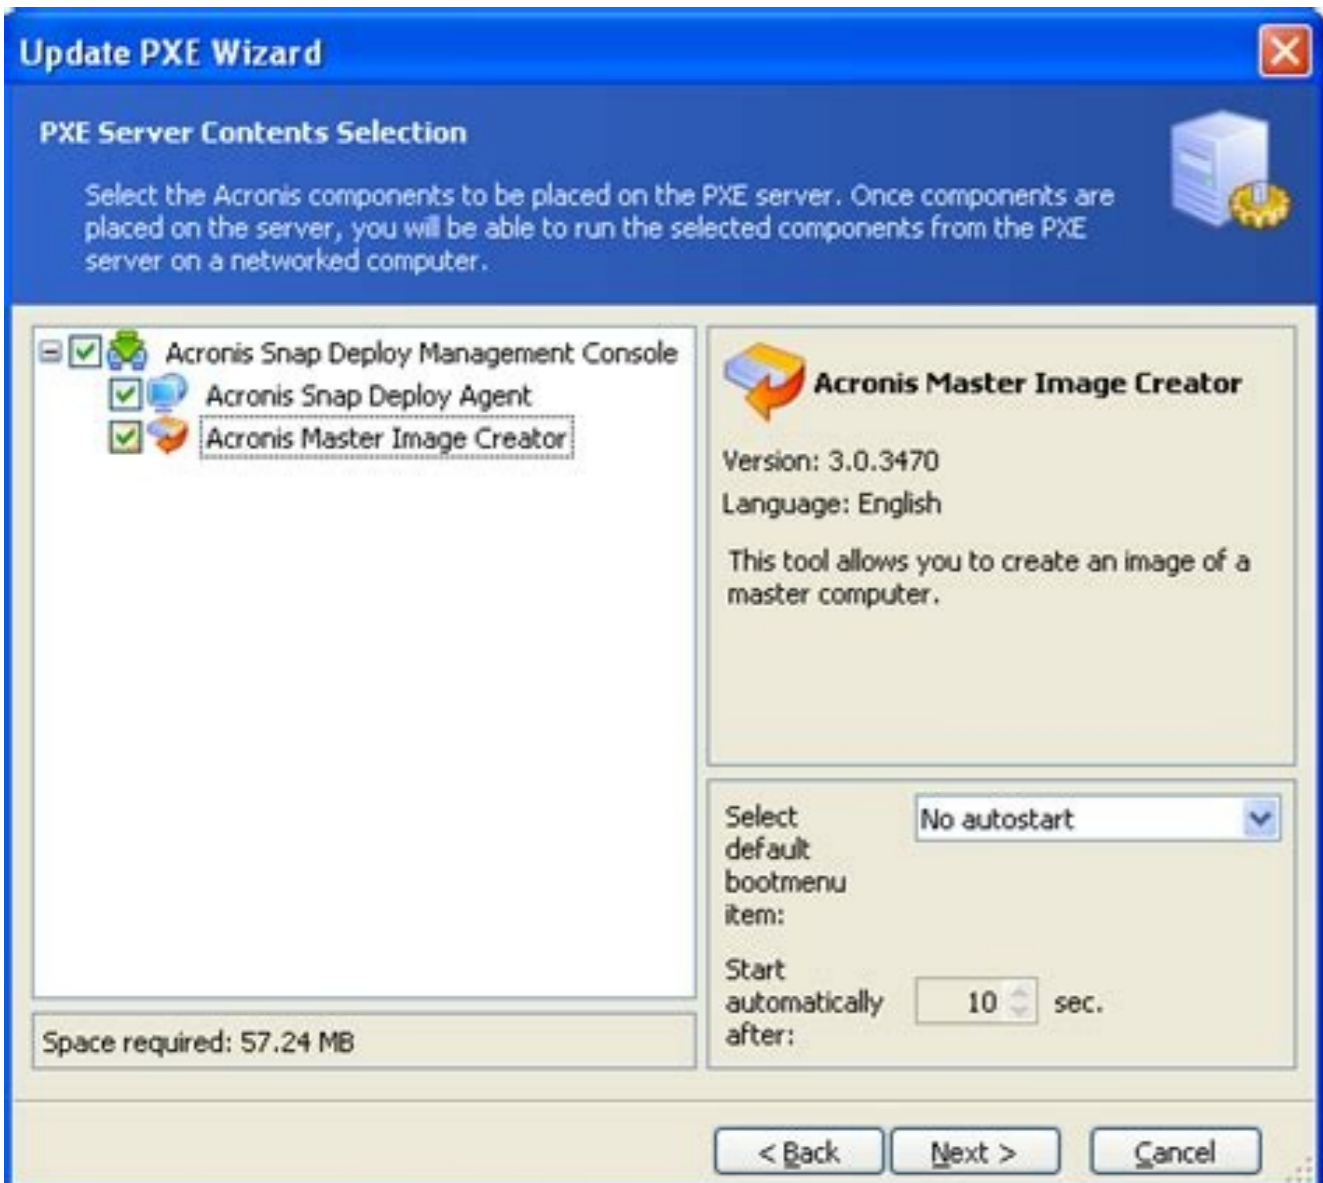 Update PXE Wizard
PXE Server Contents Selection
Select the Acronis components to be placed on the PXE server. Once components are
placed on the server, you will be able to run the selected components from the PXE
server on a networked computer.
Acronis Snap Deploy Management Console
Acronis Snap Deploy Agent
Acronis Master Image Creator
Space required: 57.24 MB
Acronis Master Image Creator
Version: 3.0.3470
Language: English
This tool allows you to create an image of a
master computer.
Select
default
bootmenu
item:
No autostart
Start
automatically
after:
10 sec.
< Back
Next >
Cancel